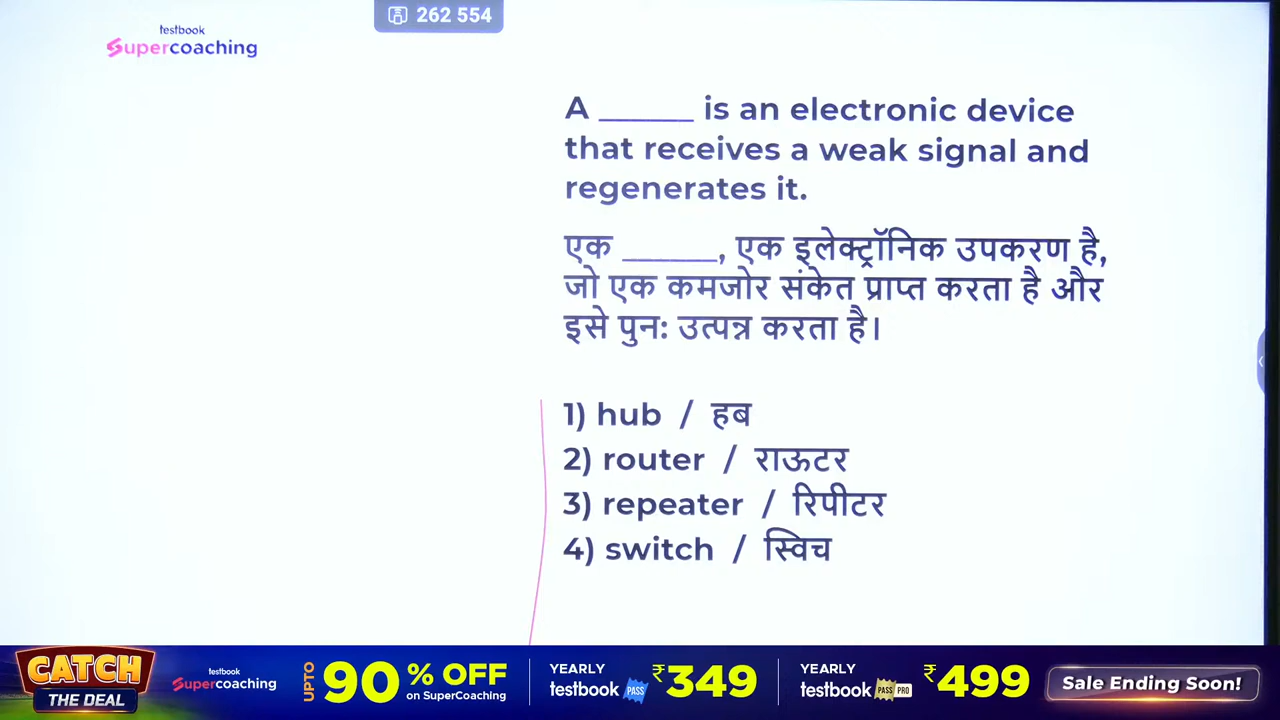 262 554
testbook
Supercoaching
A ______ is an electronic device
that receives a weak signal and
regenerates it.
एक ______, एक इलेक्ट्रॉनिक उपकरण है,
जो एक कमजोर संकेत प्राप्त करता है और
इसे पुनः उत्पन्न करता है।
1) hub / हब
2) router / राऊटर
3) repeater / रिपीटर
4) switch / स्विच
CATCH
THE DEAL
testbook
Supercoaching
UPTO 90% OFF
on SuperCoaching
YEARLY
testbook PASS
₹349
YEARLY
testbook PASS PRO
₹499
Sale Ending Soon!